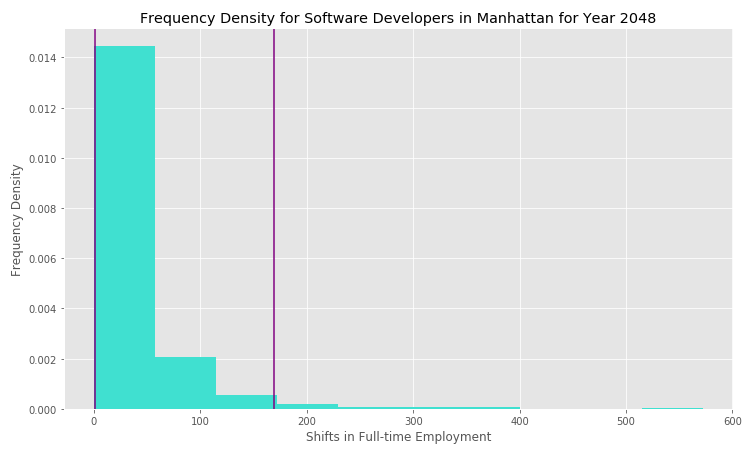 Frequency Density for Software Developers in Manhattan for Year 2048
0.014
0.012
0.010
0.008
0.006
0.004
0.002
0.000
Frequency Density
0 100 200 300 400 500 600
Shifts in Full-time Employment